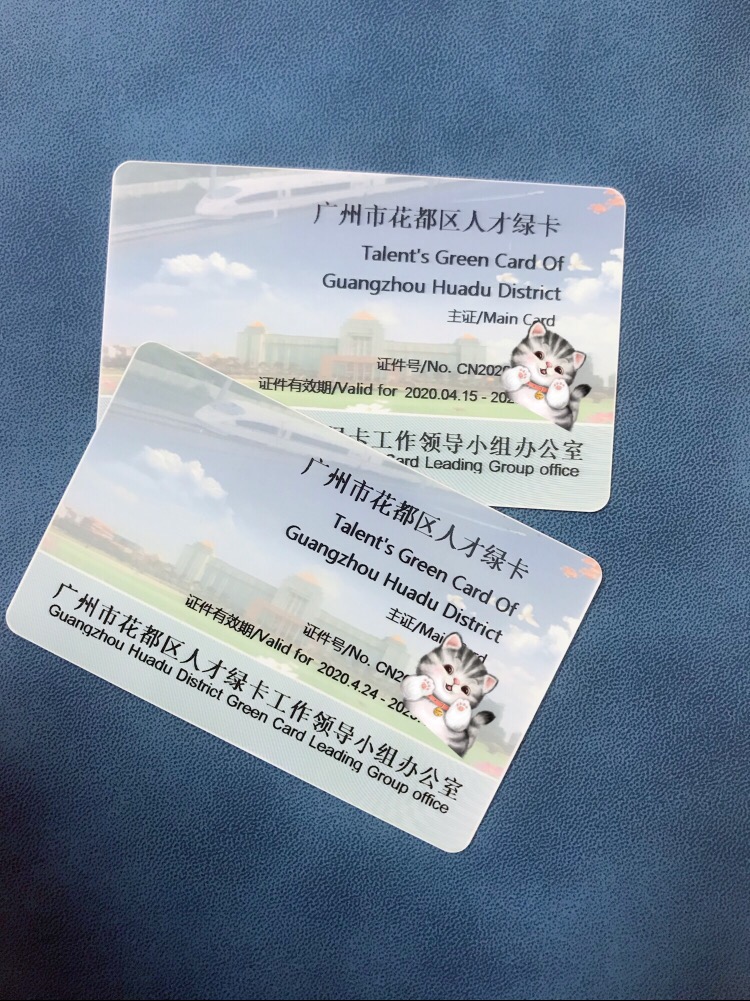 广州市花都区人才绿卡
Talent's Green Card Of
Guangzhou Huadu District
主证/Main Card
证件号/No. CN2020
证件有效期/Valid for 2020.04.15 - 202
绿卡工作领导小组办公室
Card Leading Group office
广州市花都区人才绿卡
Talent's Green Card Of
Guangzhou Huadu District
主证/Main
证件号/No. CN20
证件有效期/Valid for 2020.4.24 - 202
广州市花都区人才绿卡工作领导小组办公室
Guangzhou Huadu District Green Card Leading Group office